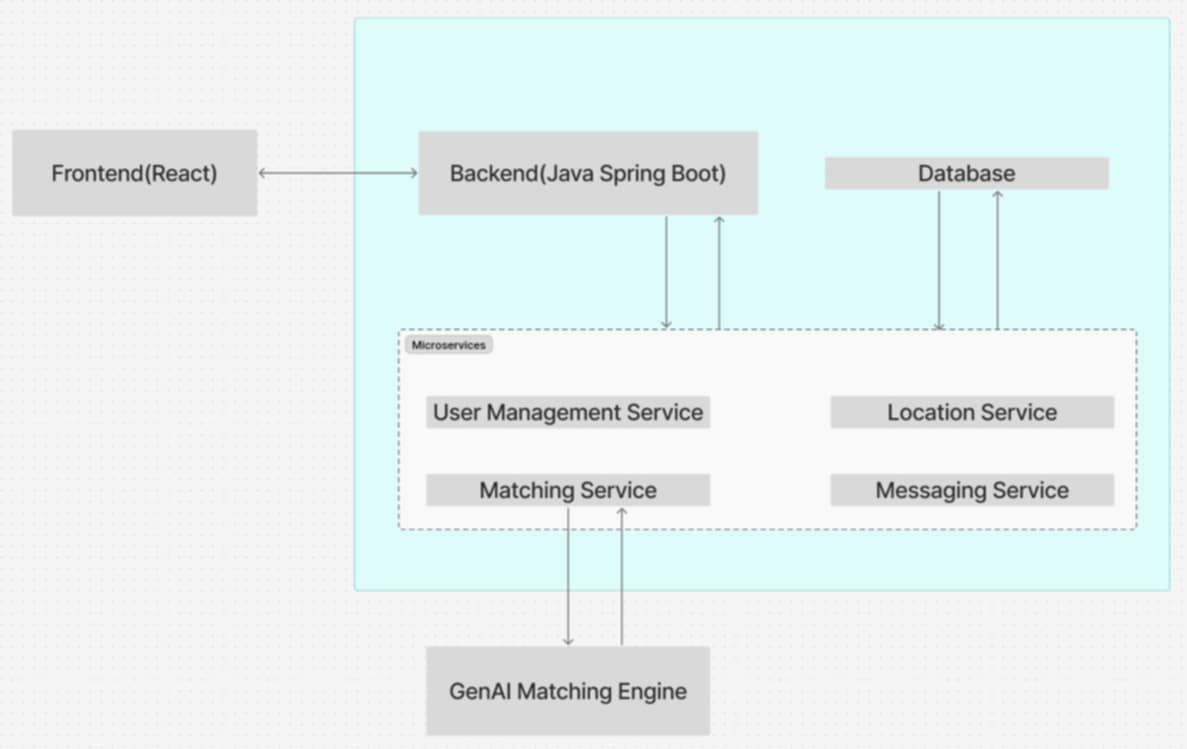 Frontend(React)
Backend(Java Spring Boot)
Database
Microservices
User Management Service
Location Service
Matching Service
Messaging Service
GenAI Matching Engine